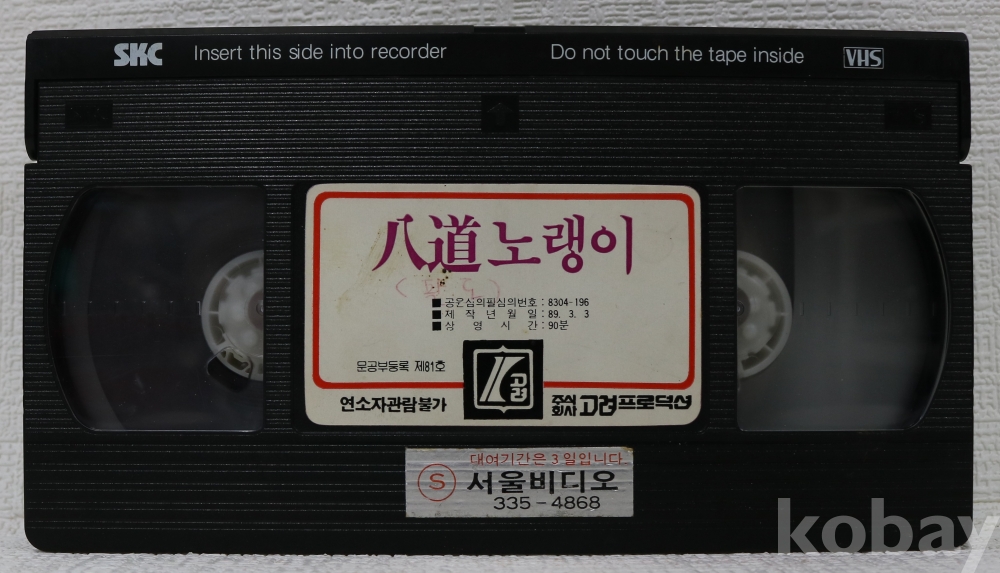 SKC Insert this side into recorder Do not touch the tape inside VHS
八道노랭이
(팔도)
■ 공윤심의필심의번호 : 8304-196
■ 제작년월일 : 89. 3. 3
■ 상영시간 : 90분
문공부등록 제81호
고려
연소자관람불가 주식회사 고려프로덕션
대여기간은 3일입니다
S 서울비디오
335-4868
kobay